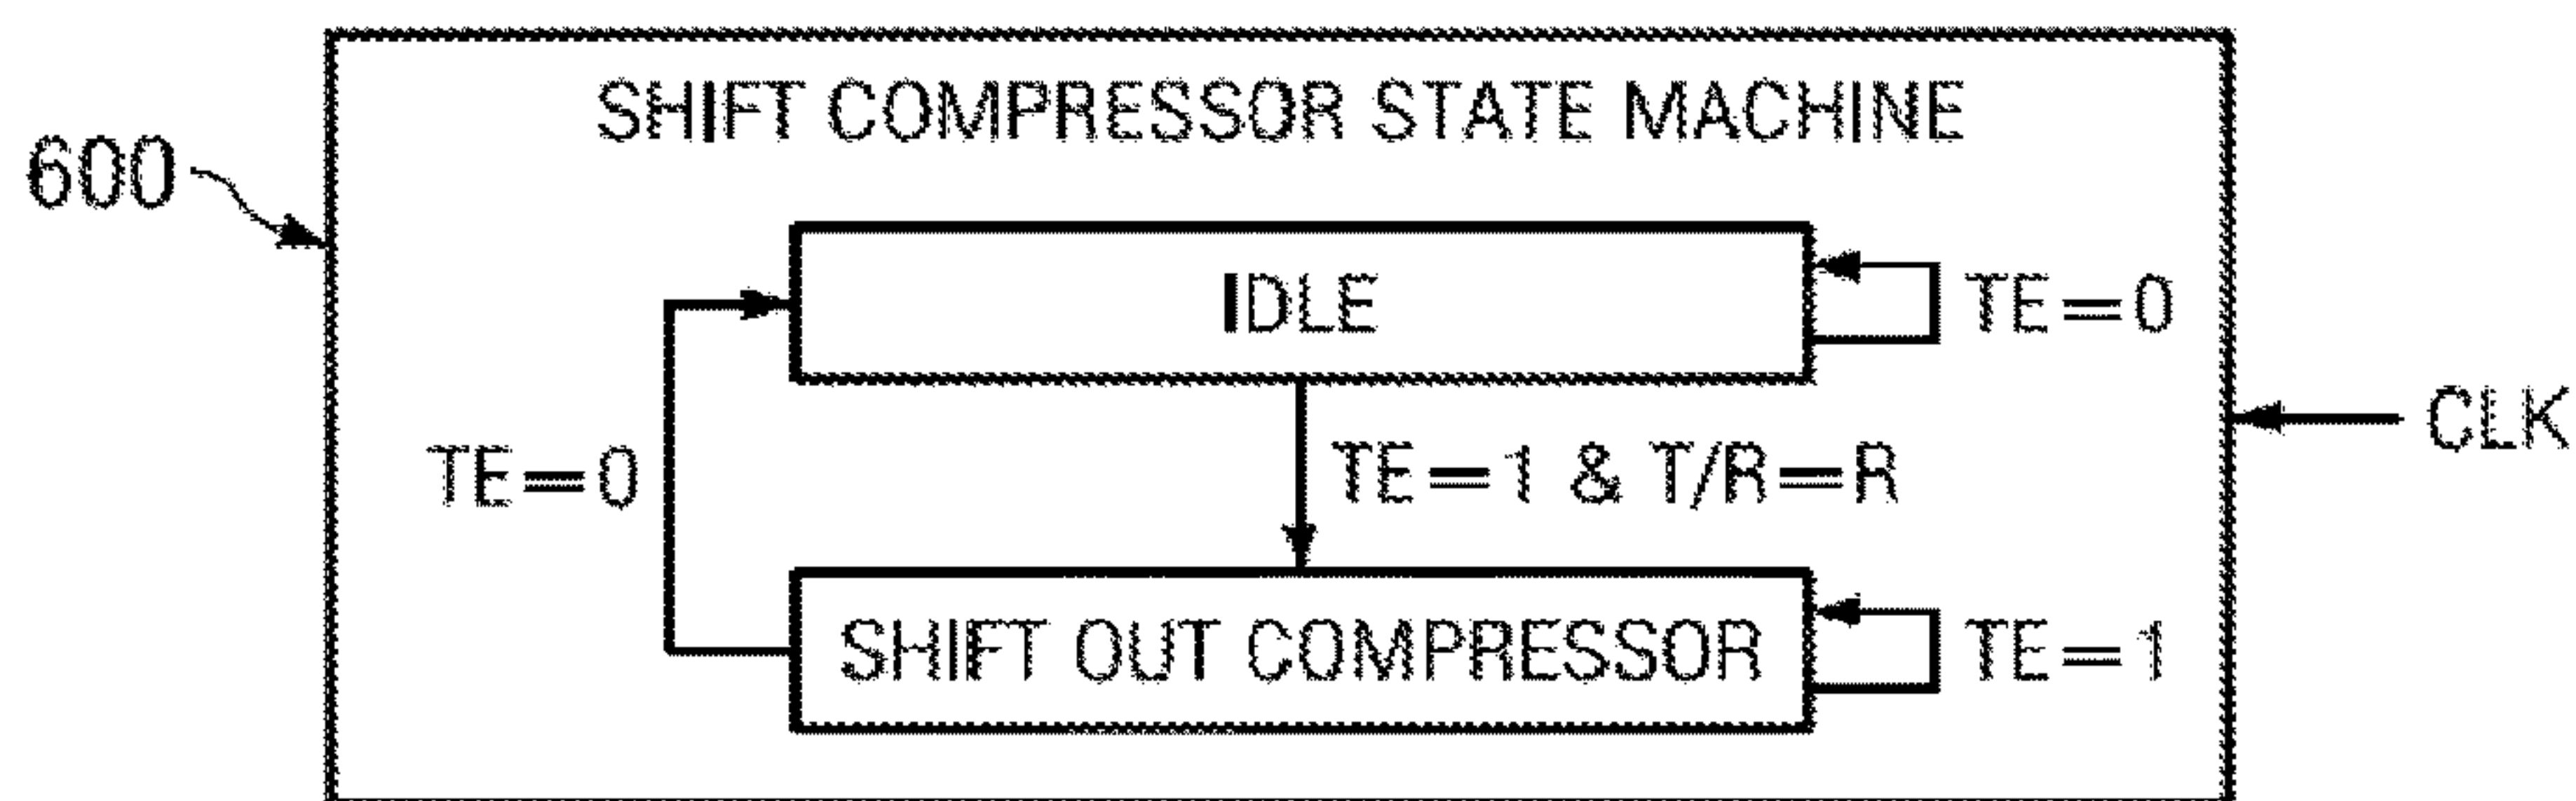 SHIFT COMPRESSOR STATE MACHINE
600
IDLE
TE=0
CLK
TE=0
TE=1 & T/R=R
SHIFT OUT COMPRESSOR
TE=1